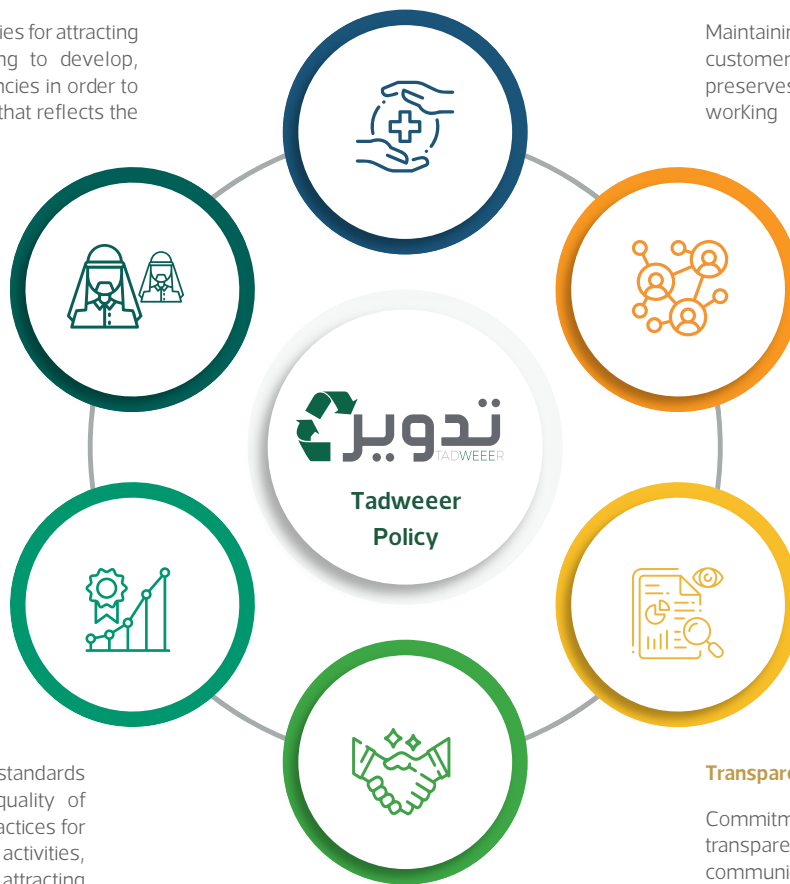 ies for attracting
ng to develop,
ncies in order to
that reflects the
Maintainin
customer
preserves
worKing
تدوير
TADWEEER
Tadweeer
Policy
standards
quality of
actices for
activities,
attracting
Transpare
Commitm
transpare
communi